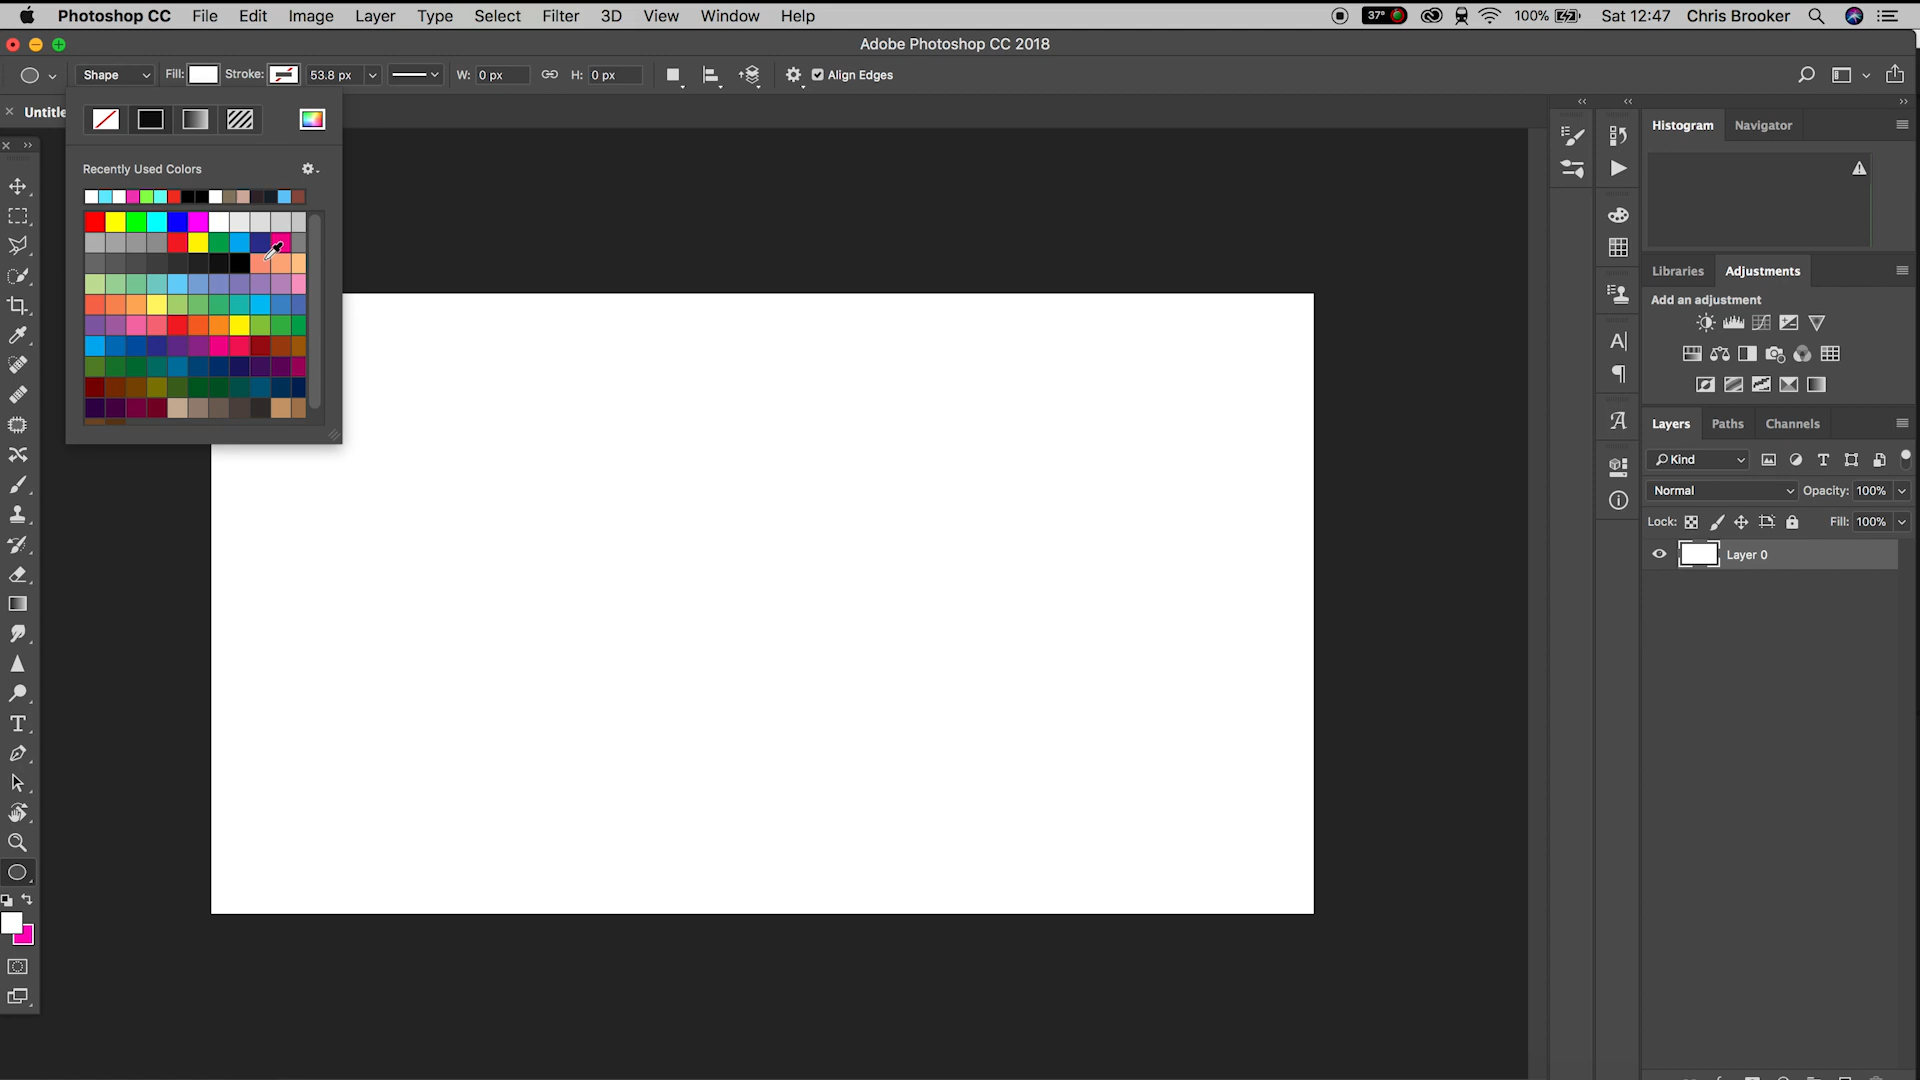 Photoshop CC File Edit Image Layer Type Select Filter 3D View Window Help 37° 100% Sat 12:47 Chris Brooker
Adobe Photoshop CC 2018
Shape Fill: Stroke: 53.8 px W: 0 px H: 0 px Align Edges
Untitle
Histogram Navigator
Recently Used Colors
Libraries Adjustments
Add an adjustment
Layers Paths Channels
Kind
Normal Opacity: 100%
Lock: Fill: 100%
Layer 0